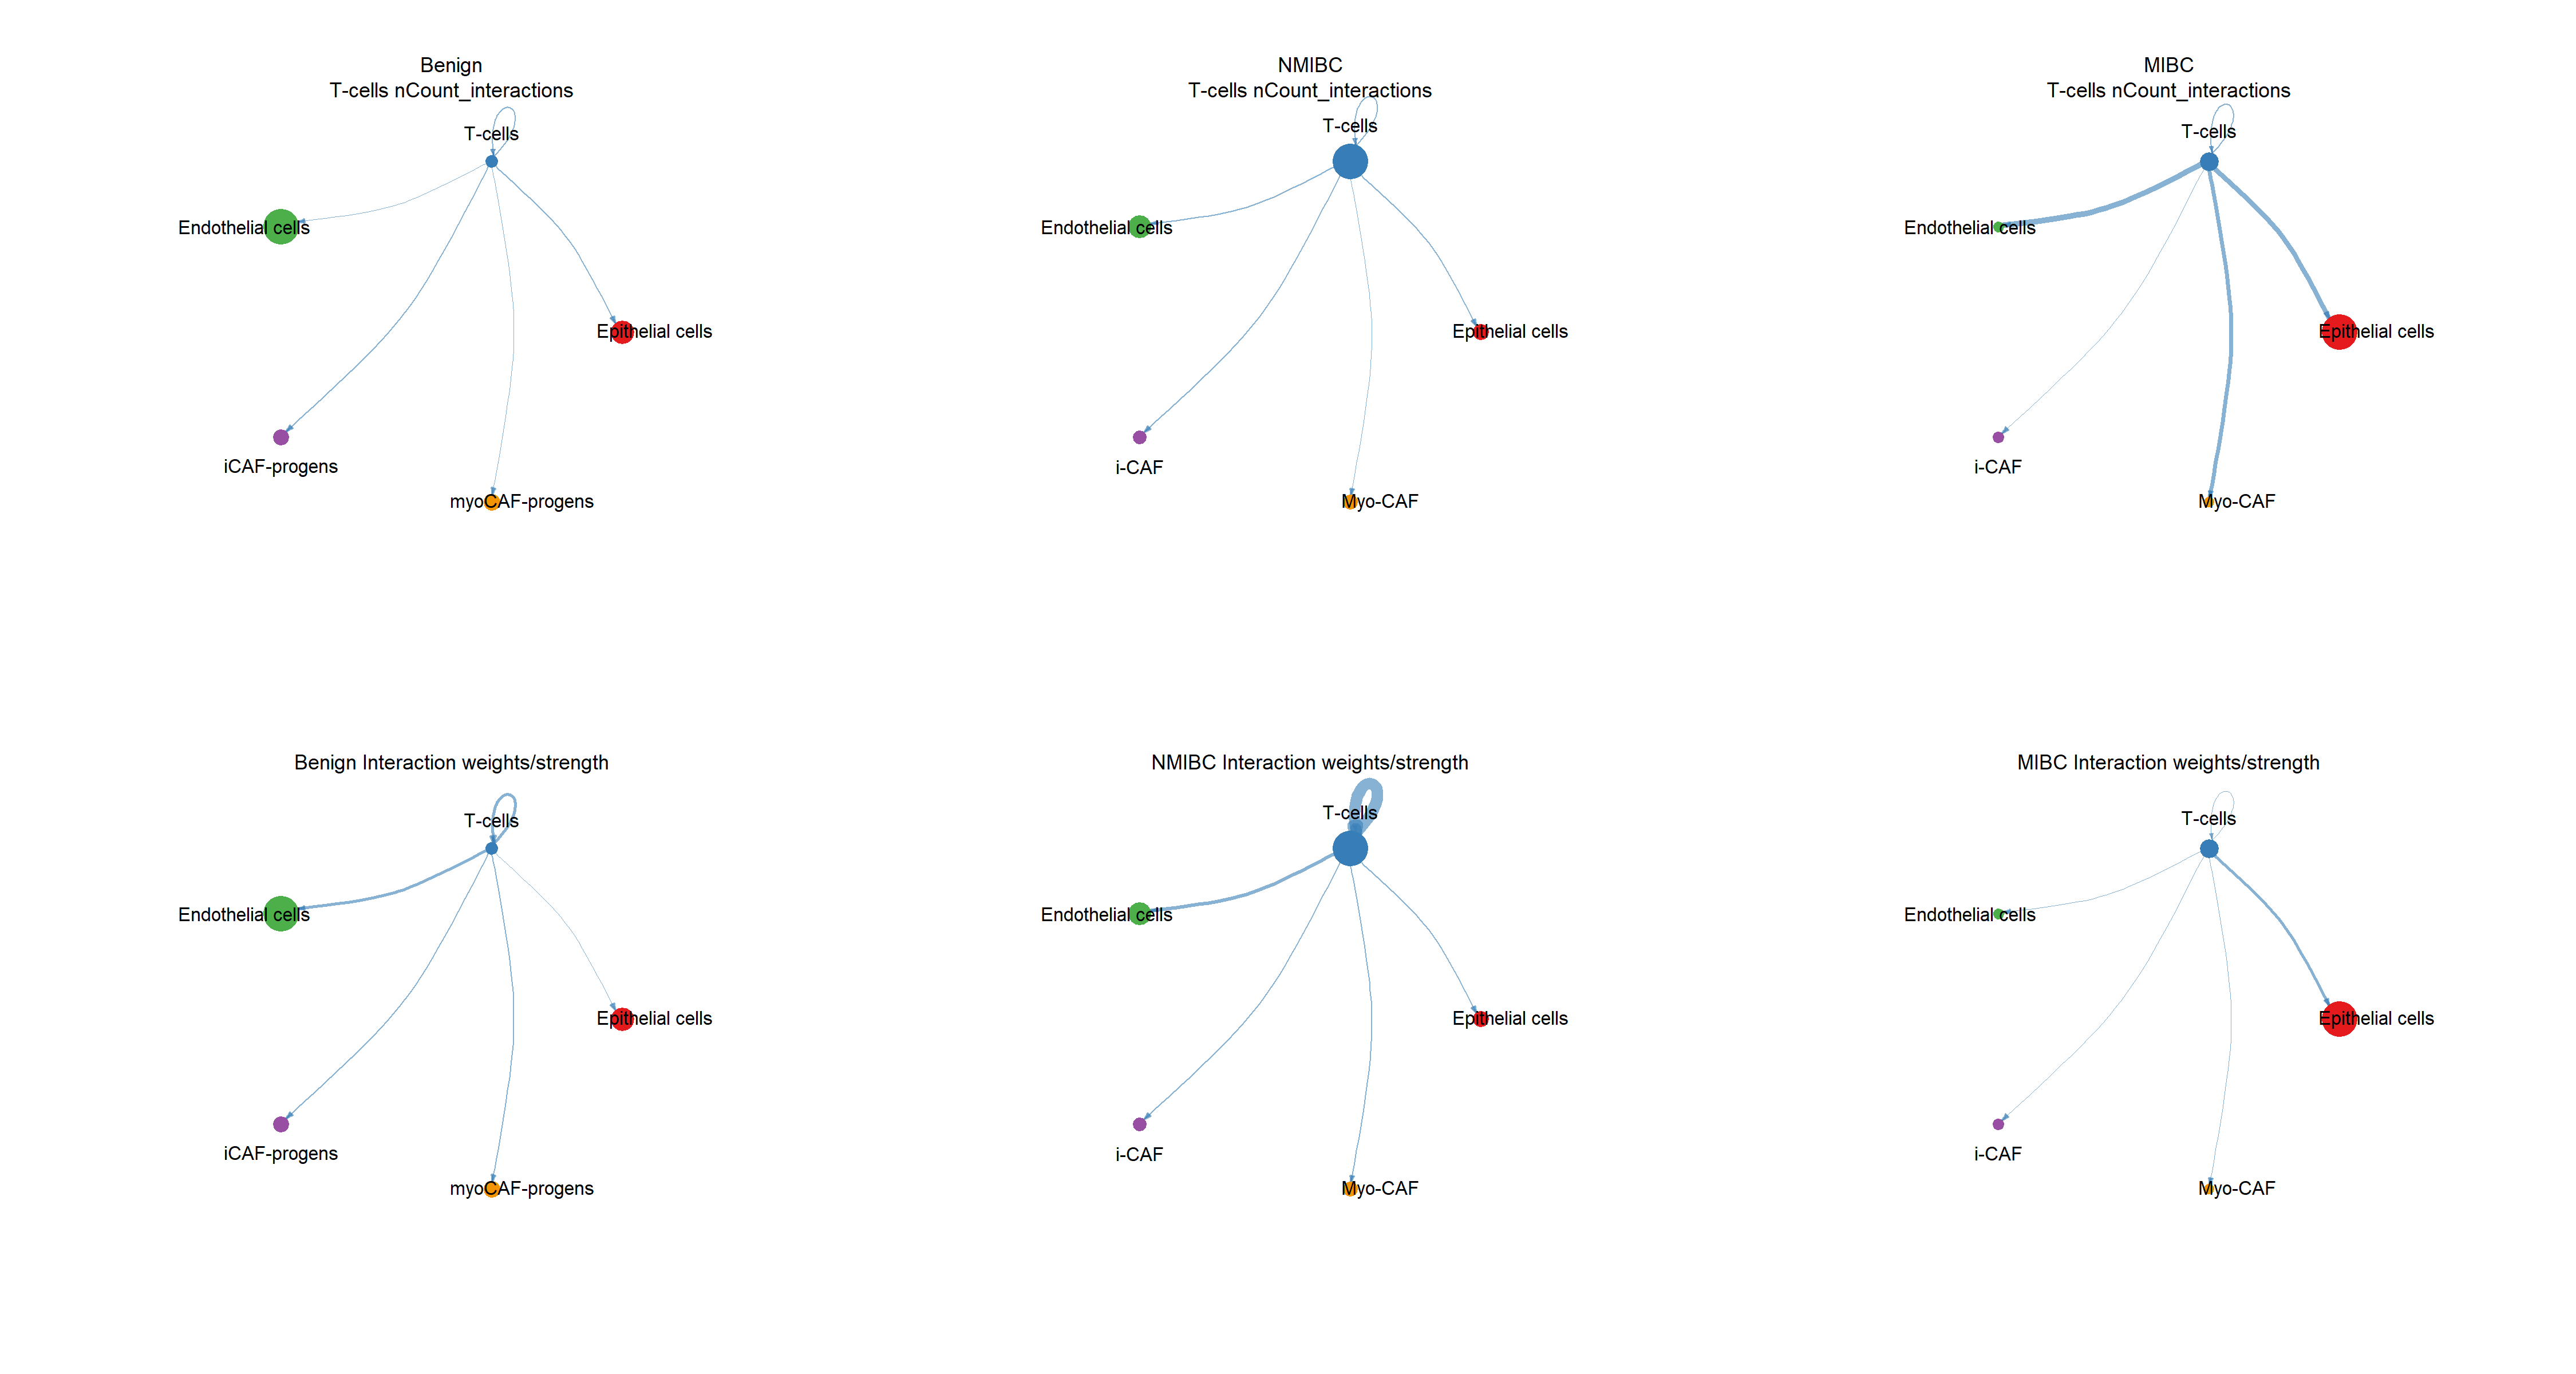 Benign
T-cells nCount_interactions
T-cells
Endothelial cells
Epithelial cells
iCAF-progens
myoCAF-progens
NMIBC
T-cells nCount_interactions
T-cells
Endothelial cells
Epithelial cells
i-CAF
Myo-CAF
MIBC
T-cells nCount_interactions
T-cells
Endothelial cells
Epithelial cells
i-CAF
Myo-CAF
Benign Interaction weights/strength
T-cells
Endothelial cells
Epithelial cells
iCAF-progens
myoCAF-progens
NMIBC Interaction weights/strength
T-cells
Endothelial cells
Epithelial cells
i-CAF
Myo-CAF
MIBC Interaction weights/strength
T-cells
Endothelial cells
Epithelial cells
i-CAF
Myo-CAF